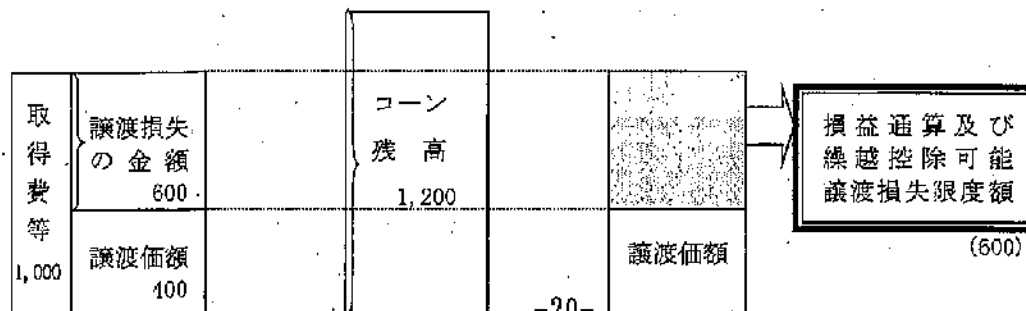 取得費等
1,000
譲渡損失
の金額
600
譲渡価額
400
コーン
残高
1,200
譲渡価額
損益通算及び
繰越控除可能
譲渡損失限度額
(600)
-20-